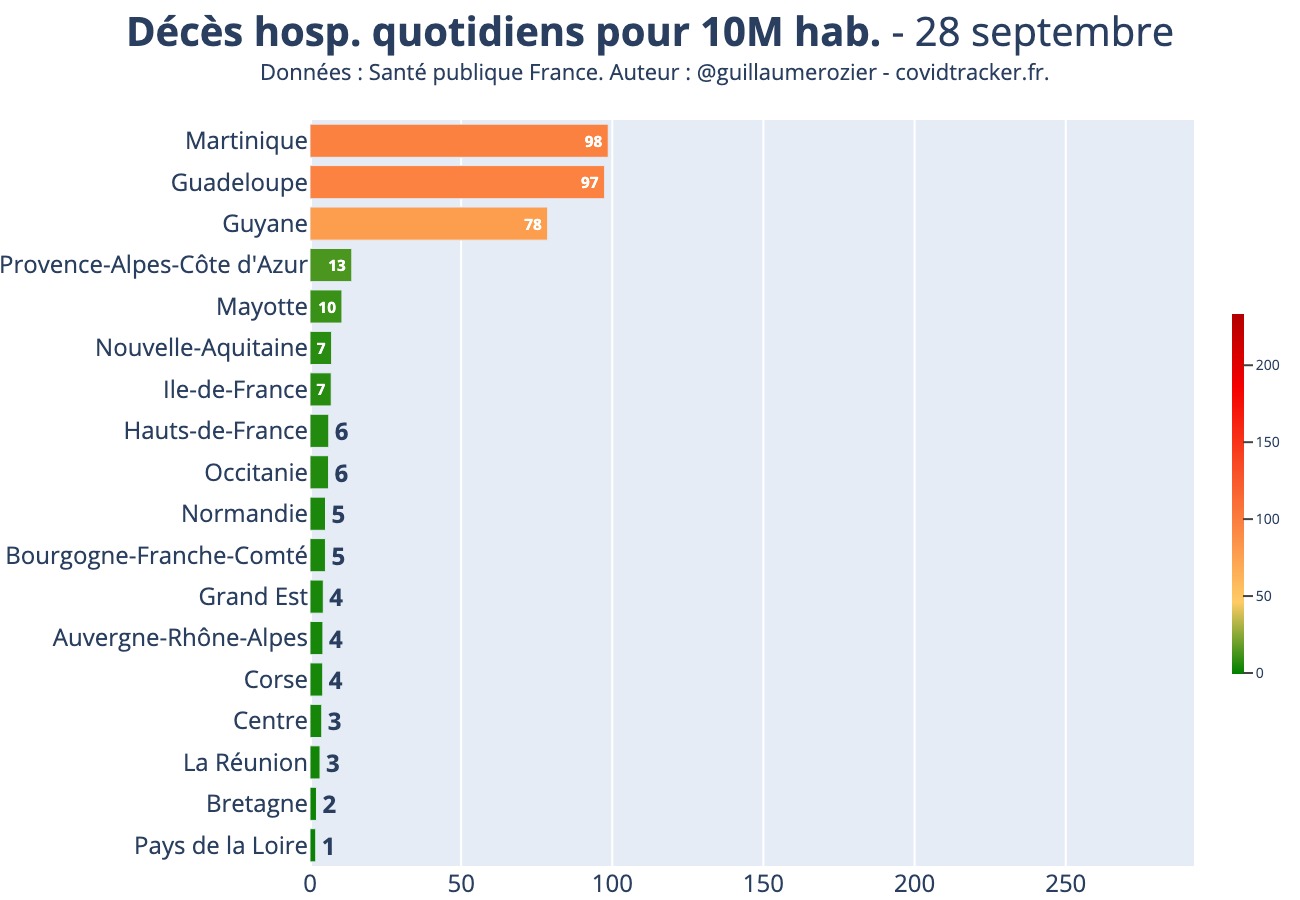 Décès hosp. quotidiens pour 10M hab. - 28 septembre
Données : Santé publique France. Auteur : @guillaumerozier - covidtracker.fr.
Martinique 98
Guadeloupe 97
Guyane 78
Provence-Alpes-Côte d'Azur 13
Mayotte 10
Nouvelle-Aquitaine 7
Ile-de-France 7
Hauts-de-France 6
Occitanie 6
Normandie 5
Bourgogne-Franche-Comté 5
Grand Est 4
Auvergne-Rhône-Alpes 4
Corse 4
Centre 3
La Réunion 3
Bretagne 2
Pays de la Loire 1
0 50 100 150 200 250
200
150
100
50
0